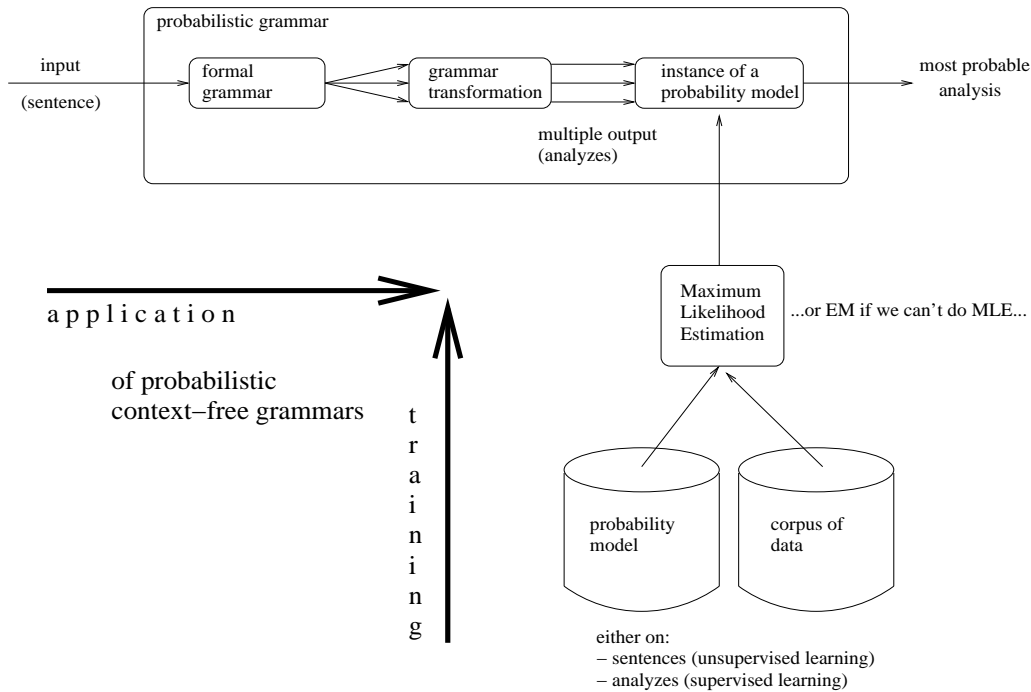 probabilistic grammar
input
(sentence)
formal
grammar
grammar
transformation
instance of a
probability model
most probable
analysis
multiple output
(analyzes)
application
of probabilistic
context–free grammars
training
Maximum
Likelihood
Estimation
...or EM if we can't do MLE...
probability
model
corpus of
data
either on:
– sentences (unsupervised learning)
– analyzes (supervised learning)